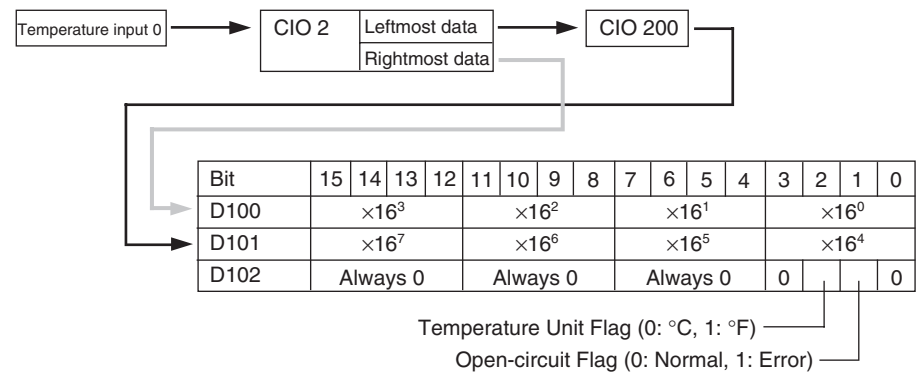 Temperature input 0
CIO 2
Leftmost data
CIO 200
Rightmost data
Bit 15 14 13 12 11 10 9 8 7 6 5 4 3 2 1 0
D100 ×16³ ×16² ×16¹ ×16⁰
D101 ×16⁷ ×16⁶ ×16⁵ ×16⁴
D102 Always 0 Always 0 Always 0 0 0
Temperature Unit Flag (0: °C, 1: °F)
Open-circuit Flag (0: Normal, 1: Error)